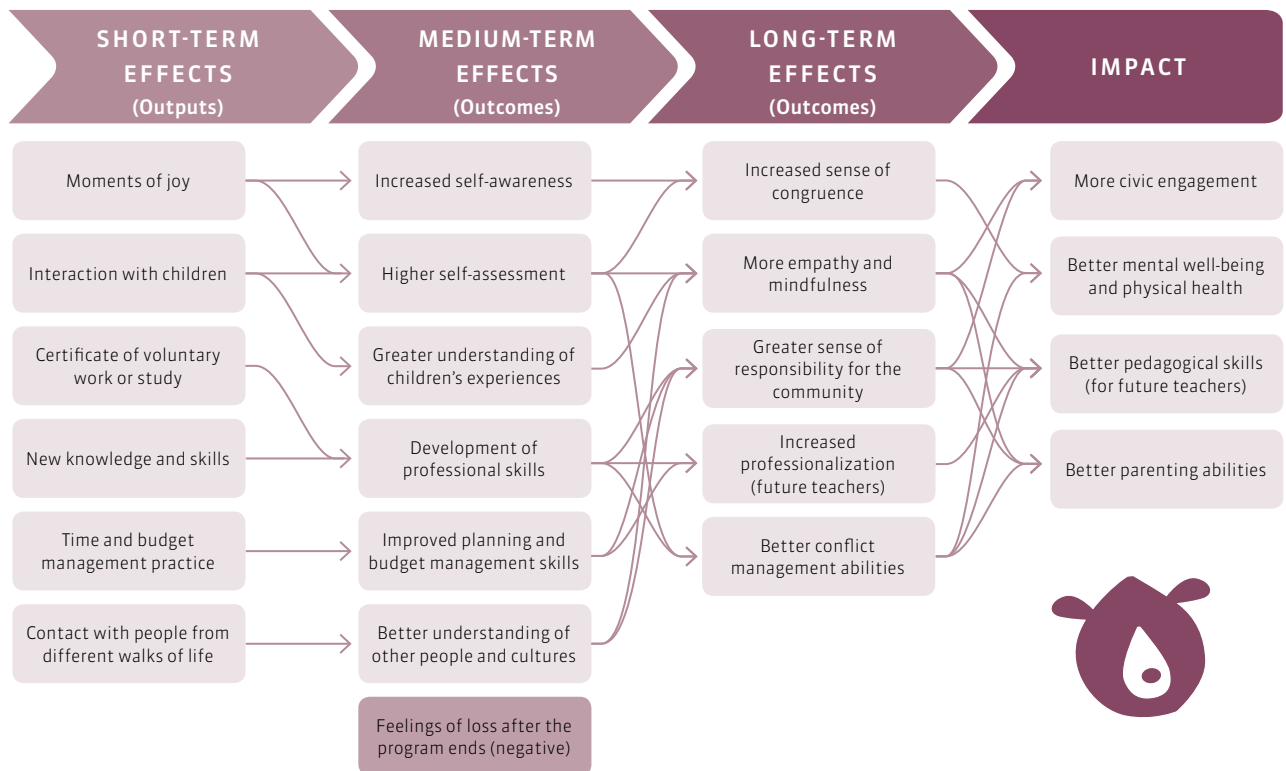 SHORT-TERM
EFFECTS
(Outputs)
MEDIUM-TERM
EFFECTS
(Outcomes)
LONG-TERM
EFFECTS
(Outcomes)
IMPACT
Moments of joy
Interaction with children
Certificate of voluntary
work or study
New knowledge and skills
Time and budget
management practice
Contact with people from
different walks of life
Increased self-awareness
Higher self-assessment
Greater understanding of
children’s experiences
Development of
professional skills
Improved planning and
budget management skills
Better understanding of
other people and cultures
Feelings of loss after the
program ends (negative)
Increased sense of
congruence
More empathy and
mindfulness
Greater sense of
responsibility for the
community
Increased
professionalization
(future teachers)
Better conflict
management abilities
More civic engagement
Better mental well-being
and physical health
Better pedagogical skills
(for future teachers)
Better parenting abilities